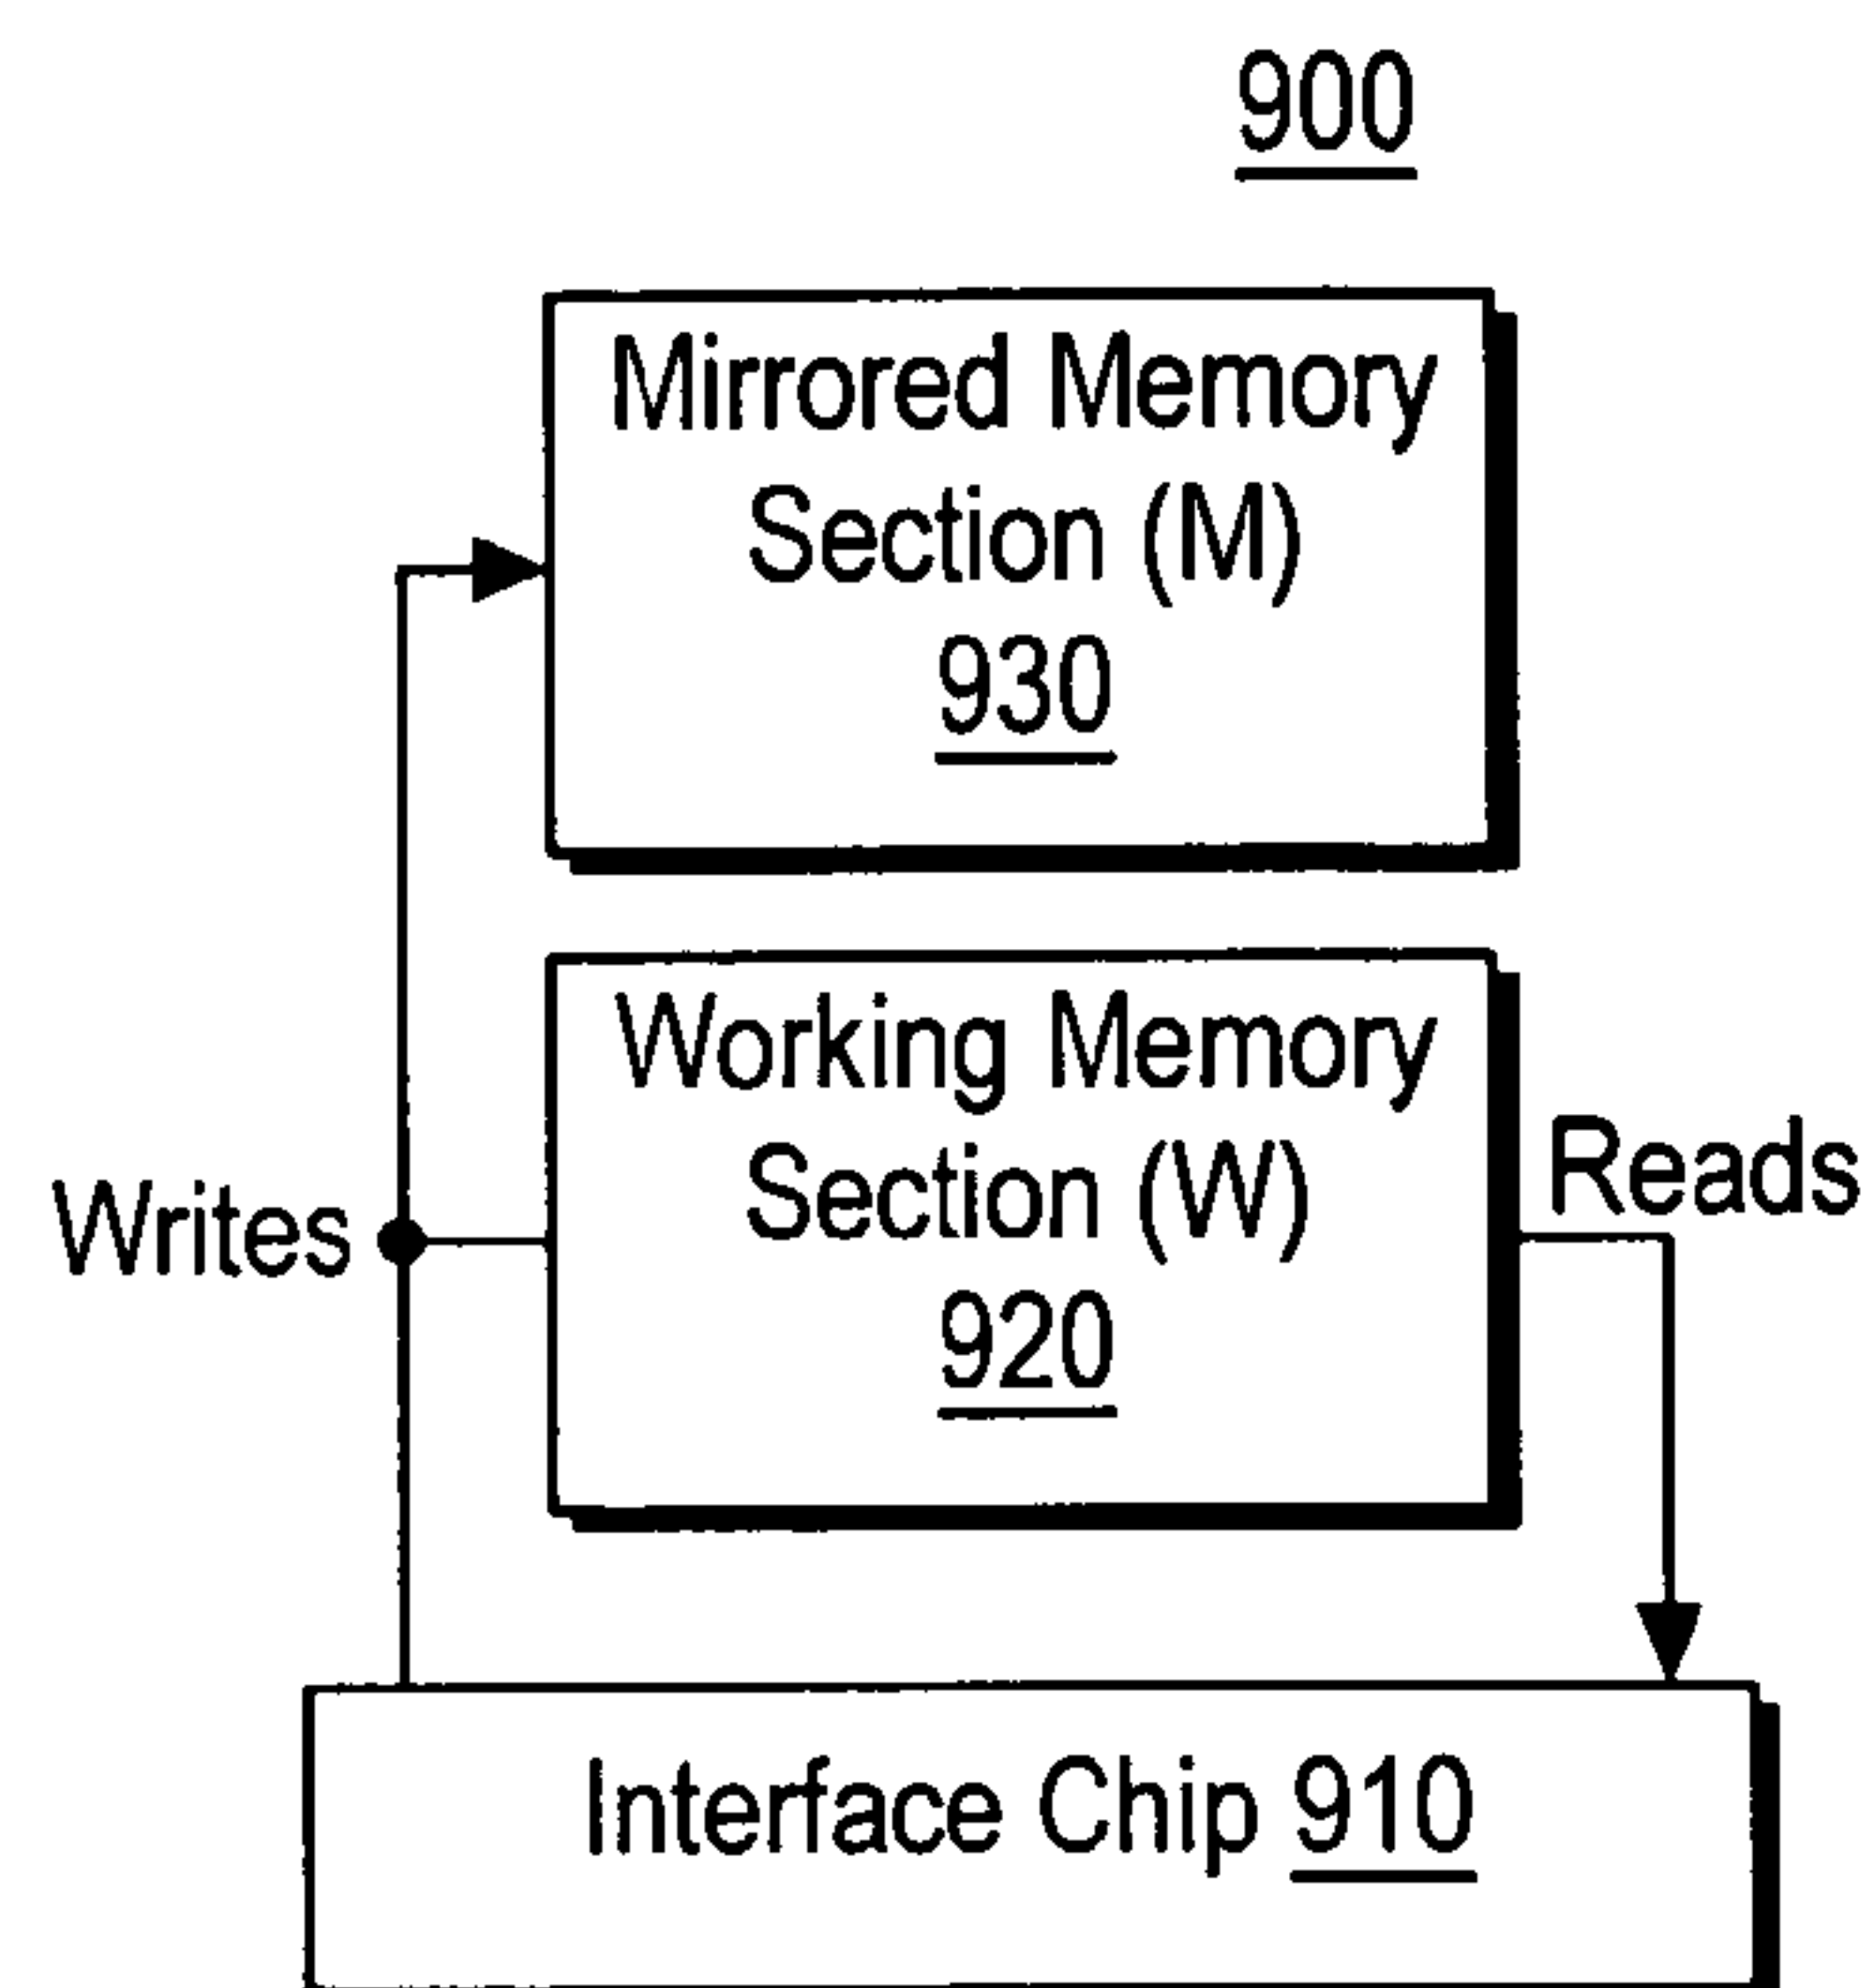 900
Mirrored Memory
Section (M)
930
Working Memory
Section (W)
920
Writes
Reads
Interface Chip 910